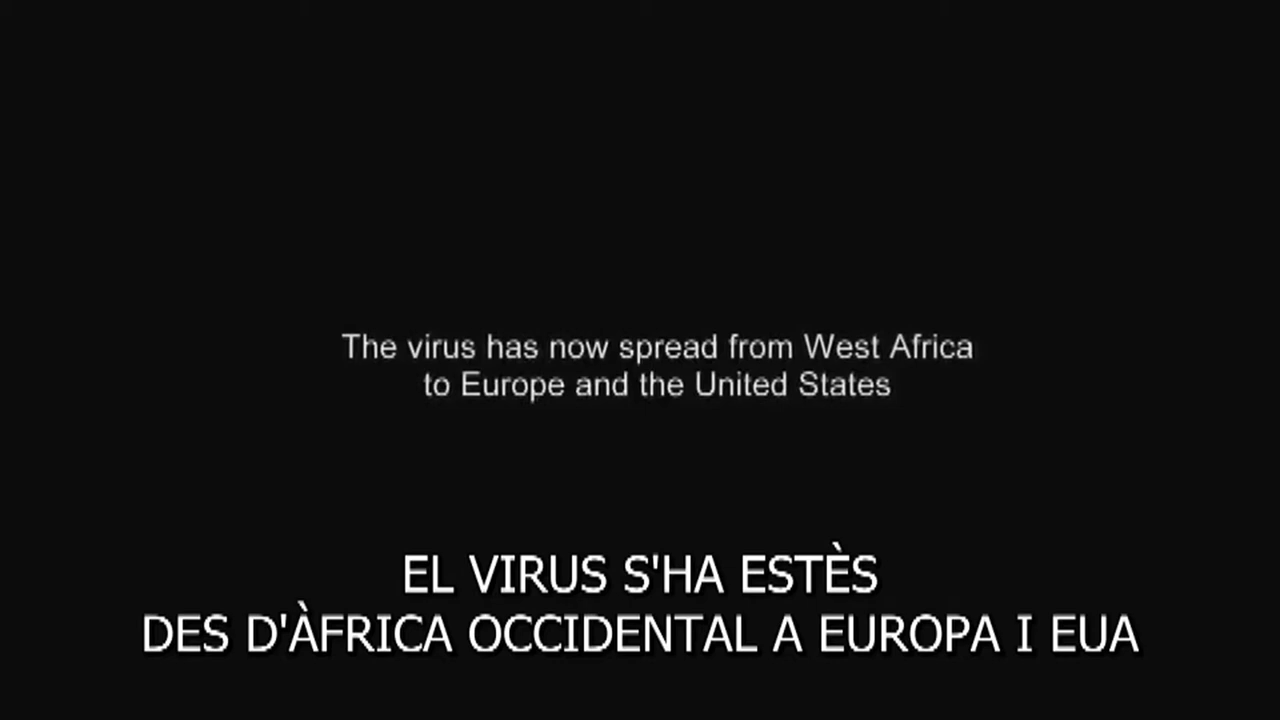 The virus has now spread from West Africa
to Europe and the United States
EL VIRUS S'HA ESTÈS
DES D'ÀFRICA OCCIDENTAL A EUROPA I EUA